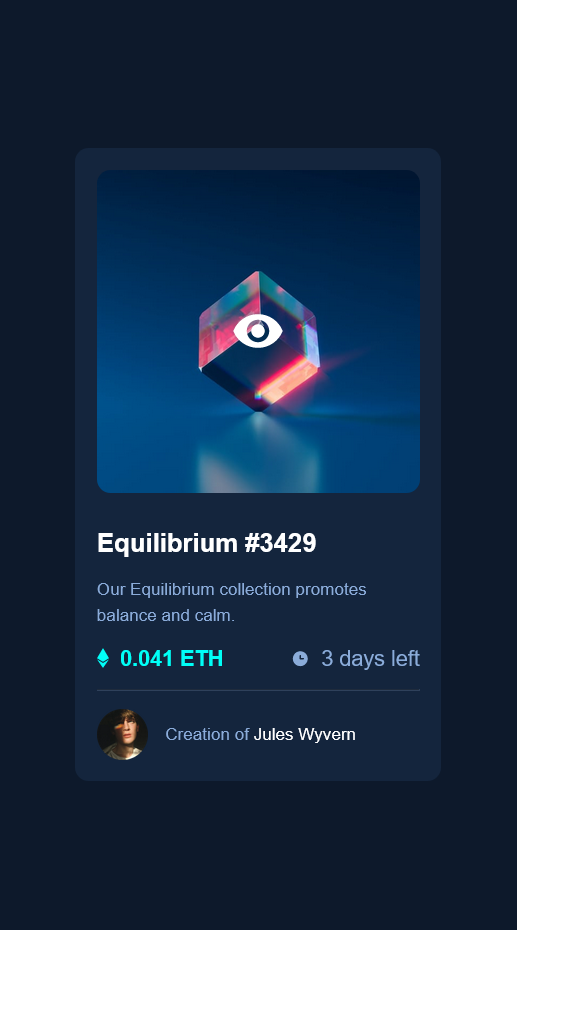 Equilibrium #3429
Our Equilibrium collection promotes
balance and calm.
0.041 ETH
3 days left
Creation of Jules Wyvern